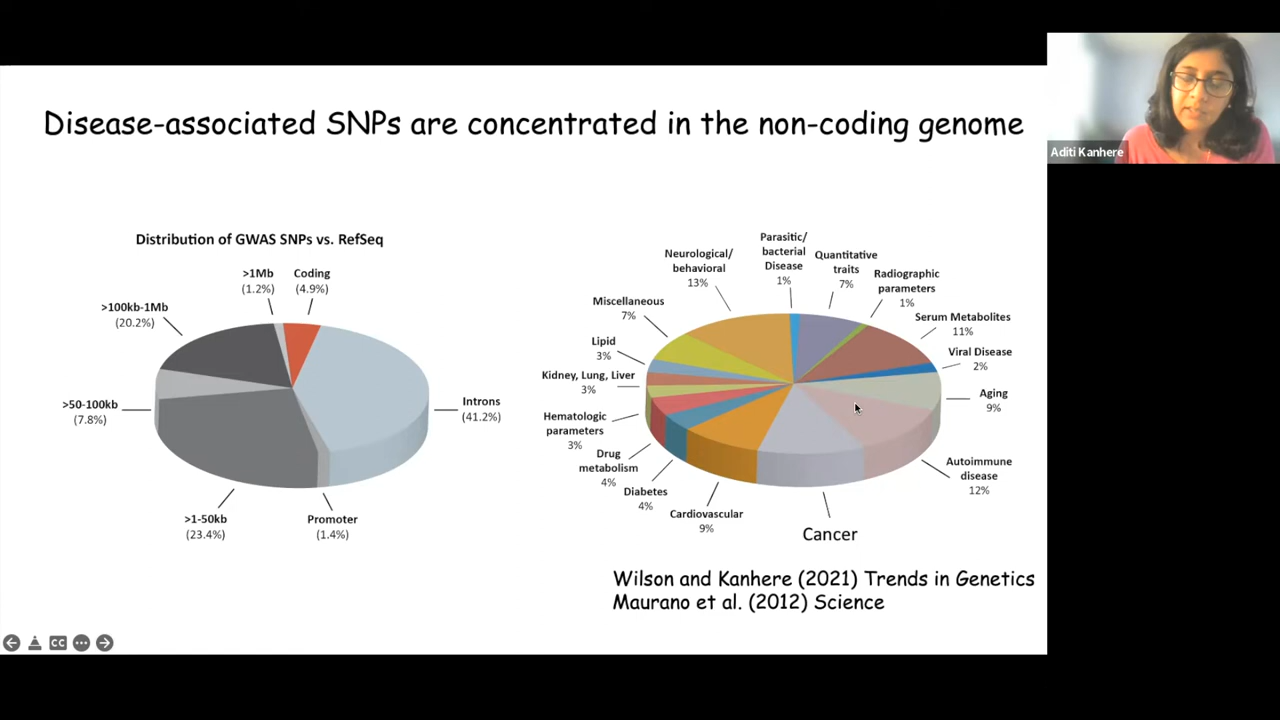 Disease-associated SNPs are concentrated in the non-coding genome
Aditi Kanhere
Distribution of GWAS SNPs vs. RefSeq
>1Mb
(1.2%)
Coding
(4.9%)
>100kb-1Mb
(20.2%)
>50-100kb
(7.8%)
Introns
(41.2%)
>1-50kb
(23.4%)
Promoter
(1.4%)
Parasitic/
bacterial
Disease
1%
Neurological/
behavioral
13%
Quantitative
traits
7%
Radiographic
parameters
1%
Miscellaneous
7%
Serum Metabolites
11%
Lipid
3%
Viral Disease
2%
Kidney, Lung, Liver
3%
Aging
9%
Hematologic
parameters
3%
Drug
metabolism
4%
Autoimmune
disease
12%
Diabetes
4%
Cardiovascular
9%
Cancer
Wilson and Kanhere (2021) Trends in Genetics
Maurano et al. (2012) Science
CC